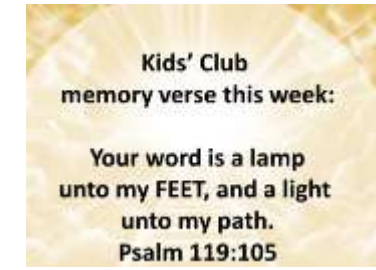 Kids’ Club
memory verse this week:
Your word is a lamp
unto my FEET, and a light
unto my path.
Psalm 119:105